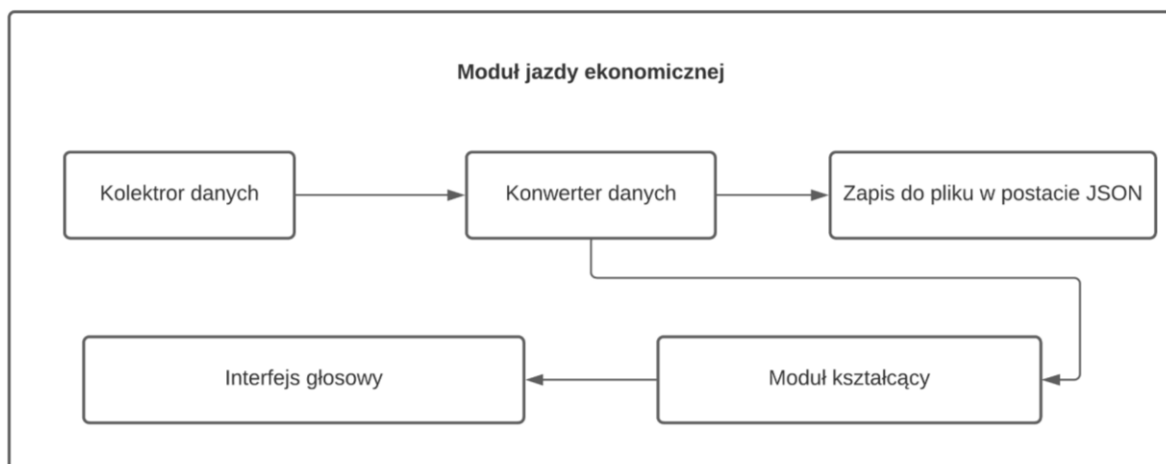 Moduł jazdy ekonomicznej
Kolektror danych
Konwerter danych
Zapis do pliku w postacie JSON
Interfejs głosowy
Moduł kształcący